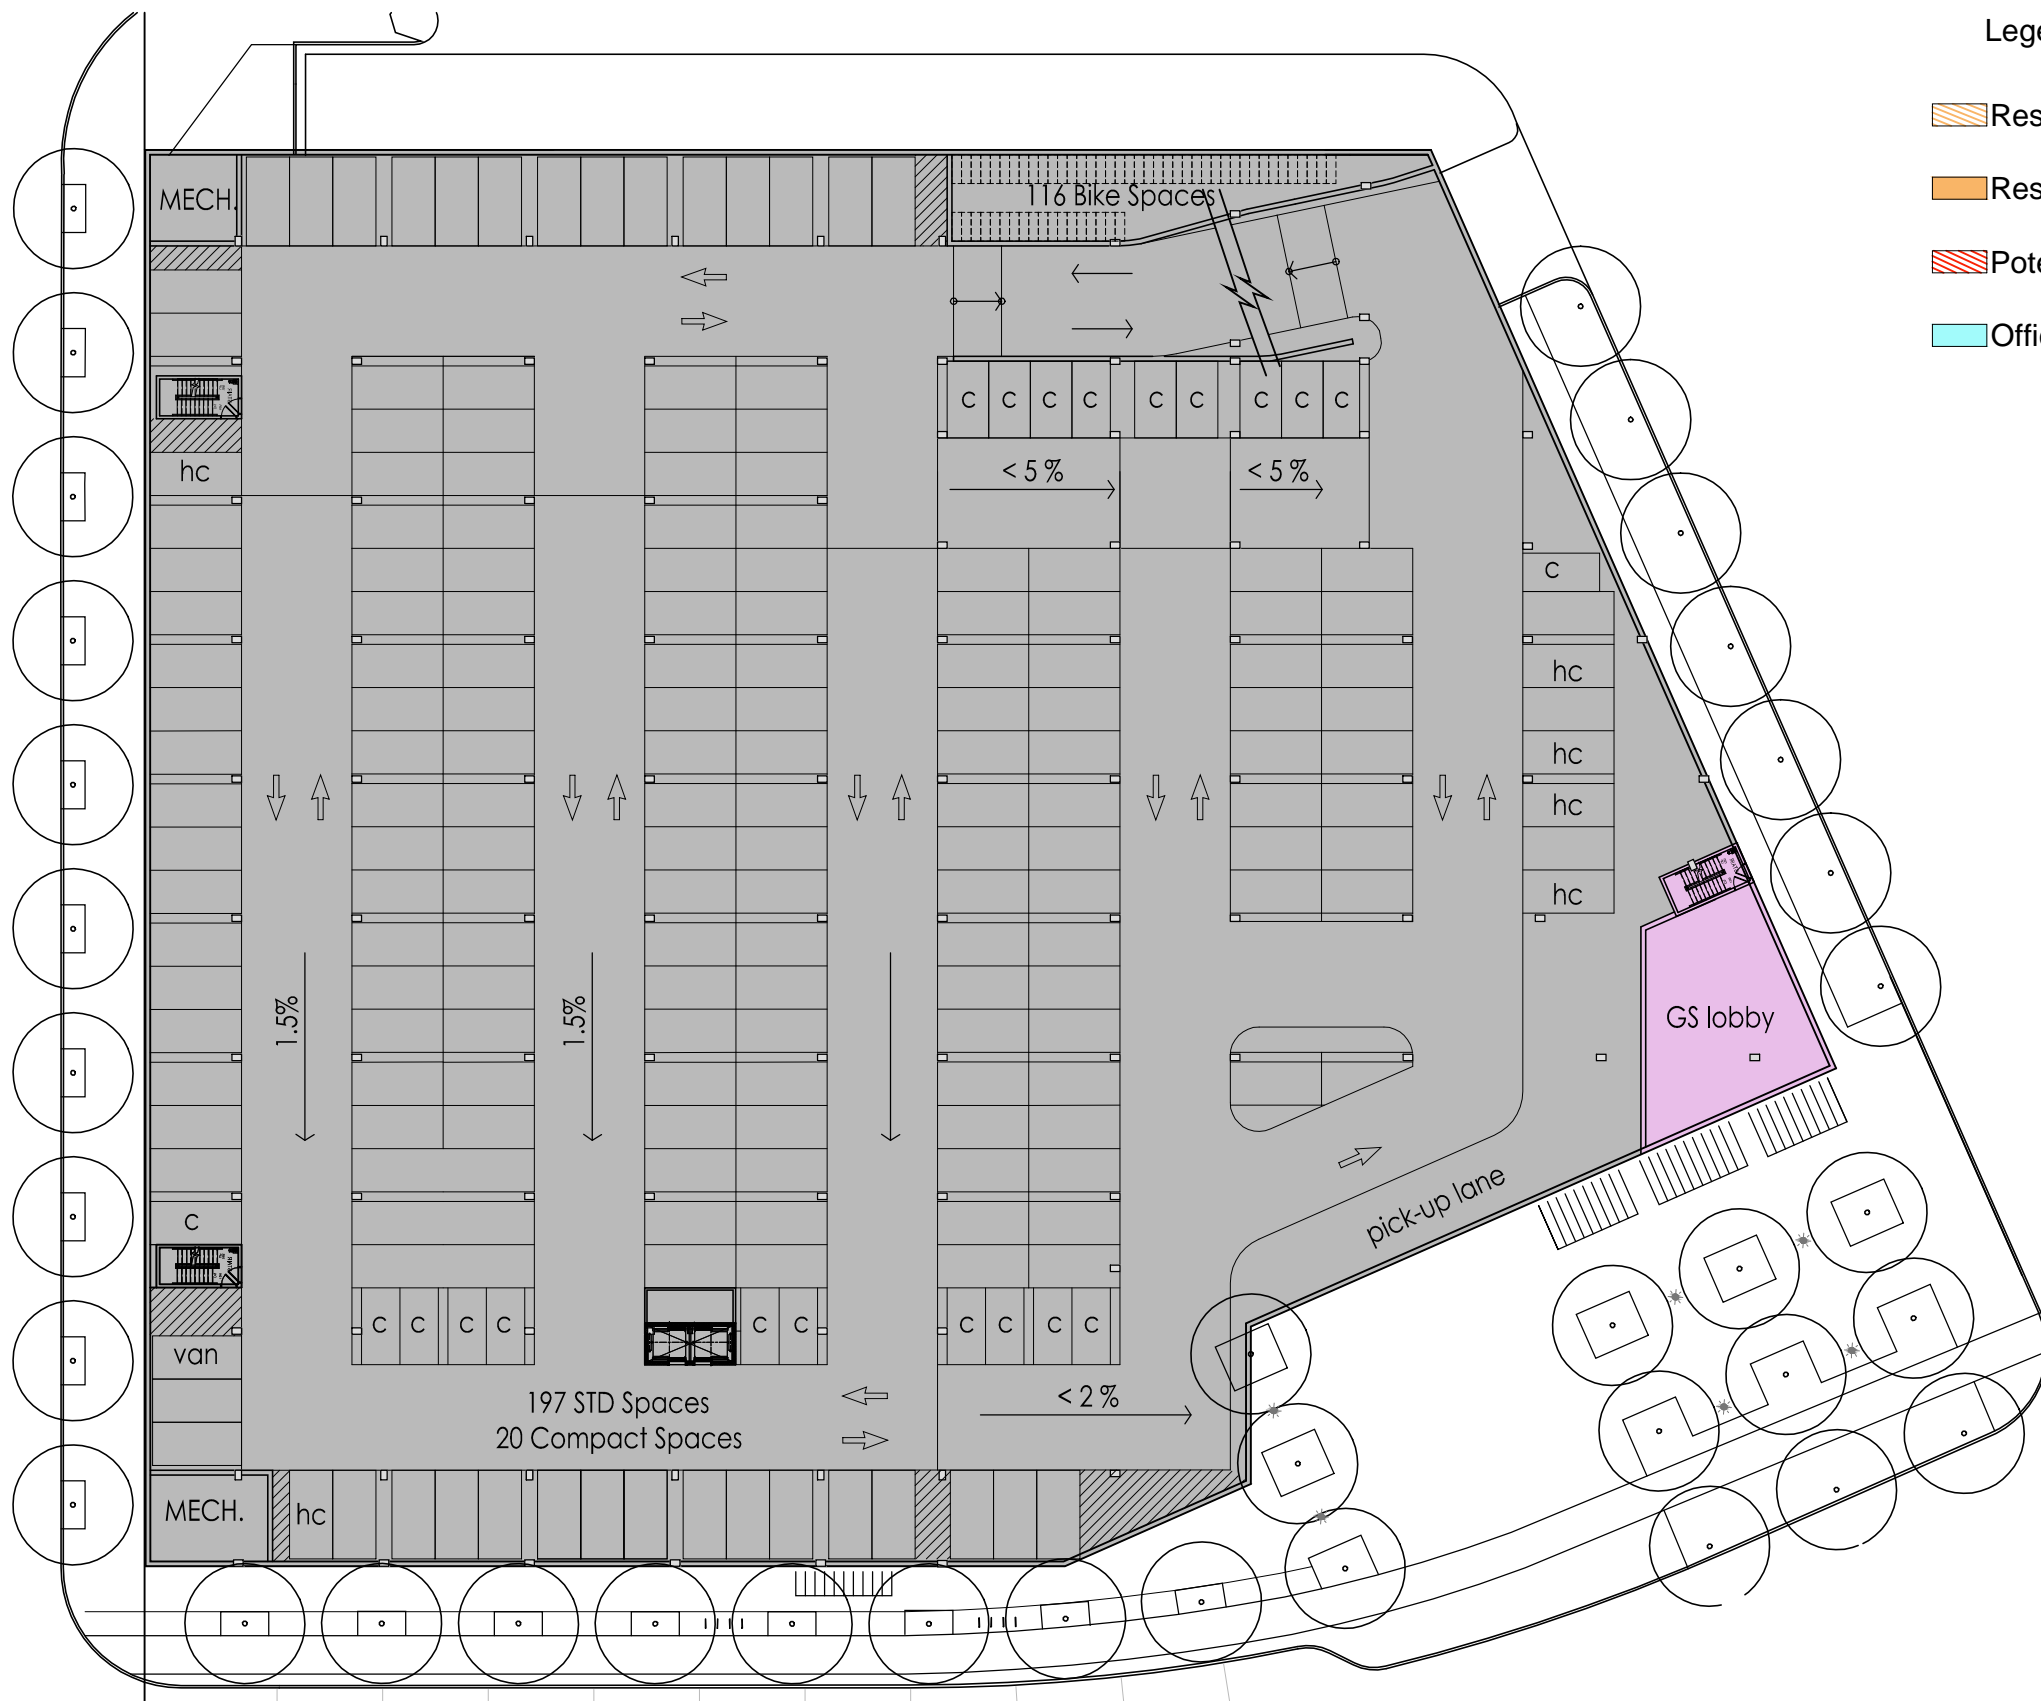 Lege
Res
Res
Pote
Offi
MECH.
116 Bike Spaces
c c c c c c c c c
hc
< 5 %
< 5 %
c
hc
hc
hc
hc
1.5%
1.5%
GS lobby
pick-up lane
c
c c c c c c c c c c
van
197 STD Spaces
20 Compact Spaces
< 2 %
MECH.
hc